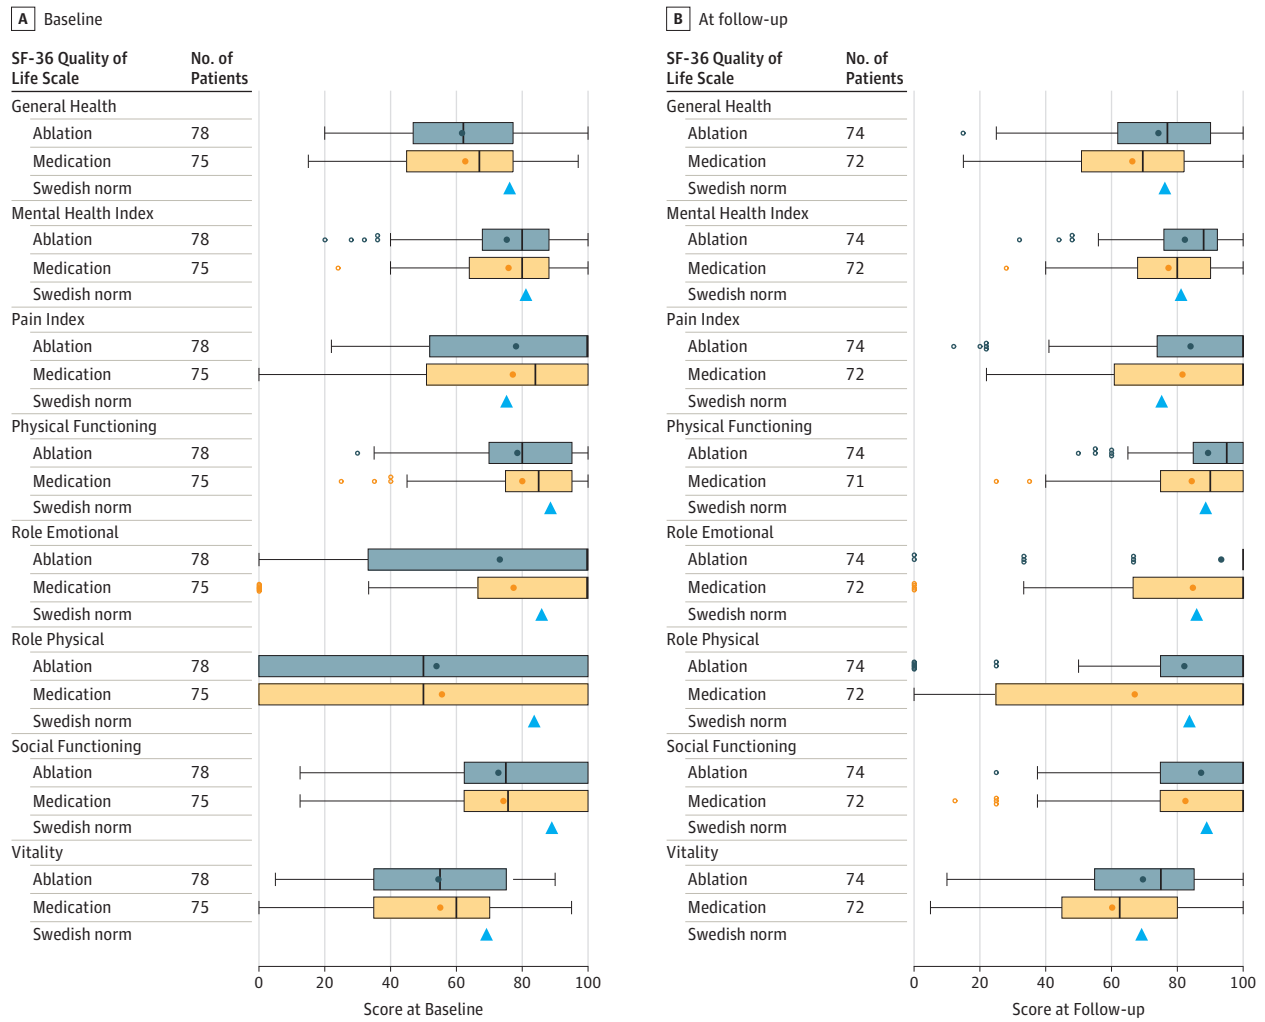 A Baseline
SF-36 Quality of Life Scale No. of Patients
General Health
Ablation 78
Medication 75
Swedish norm
Mental Health Index
Ablation 78
Medication 75
Swedish norm
Pain Index
Ablation 78
Medication 75
Swedish norm
Physical Functioning
Ablation 78
Medication 75
Swedish norm
Role Emotional
Ablation 78
Medication 75
Swedish norm
Role Physical
Ablation 78
Medication 75
Swedish norm
Social Functioning
Ablation 78
Medication 75
Swedish norm
Vitality
Ablation 78
Medication 75
Swedish norm
0 20 40 60 80 100
Score at Baseline
B At follow-up
SF-36 Quality of Life Scale No. of Patients
General Health
Ablation 74
Medication 72
Swedish norm
Mental Health Index
Ablation 74
Medication 72
Swedish norm
Pain Index
Ablation 74
Medication 72
Swedish norm
Physical Functioning
Ablation 74
Medication 71
Swedish norm
Role Emotional
Ablation 74
Medication 72
Swedish norm
Role Physical
Ablation 74
Medication 72
Swedish norm
Social Functioning
Ablation 74
Medication 72
Swedish norm
Vitality
Ablation 74
Medication 72
Swedish norm
0 20 40 60 80 100
Score at Follow-up